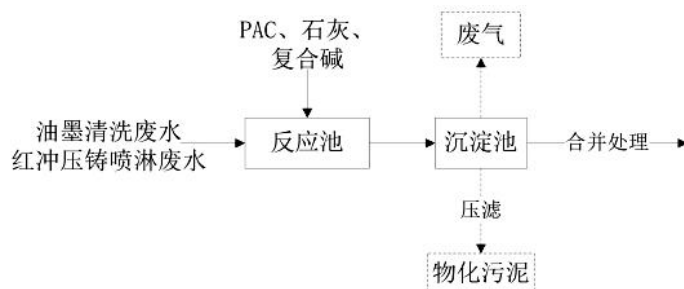 PAC、石灰、
复合碱
废气
油墨清洗废水
红冲压铸喷淋废水
反应池
沉淀池
合并处理
压滤
物化污泥